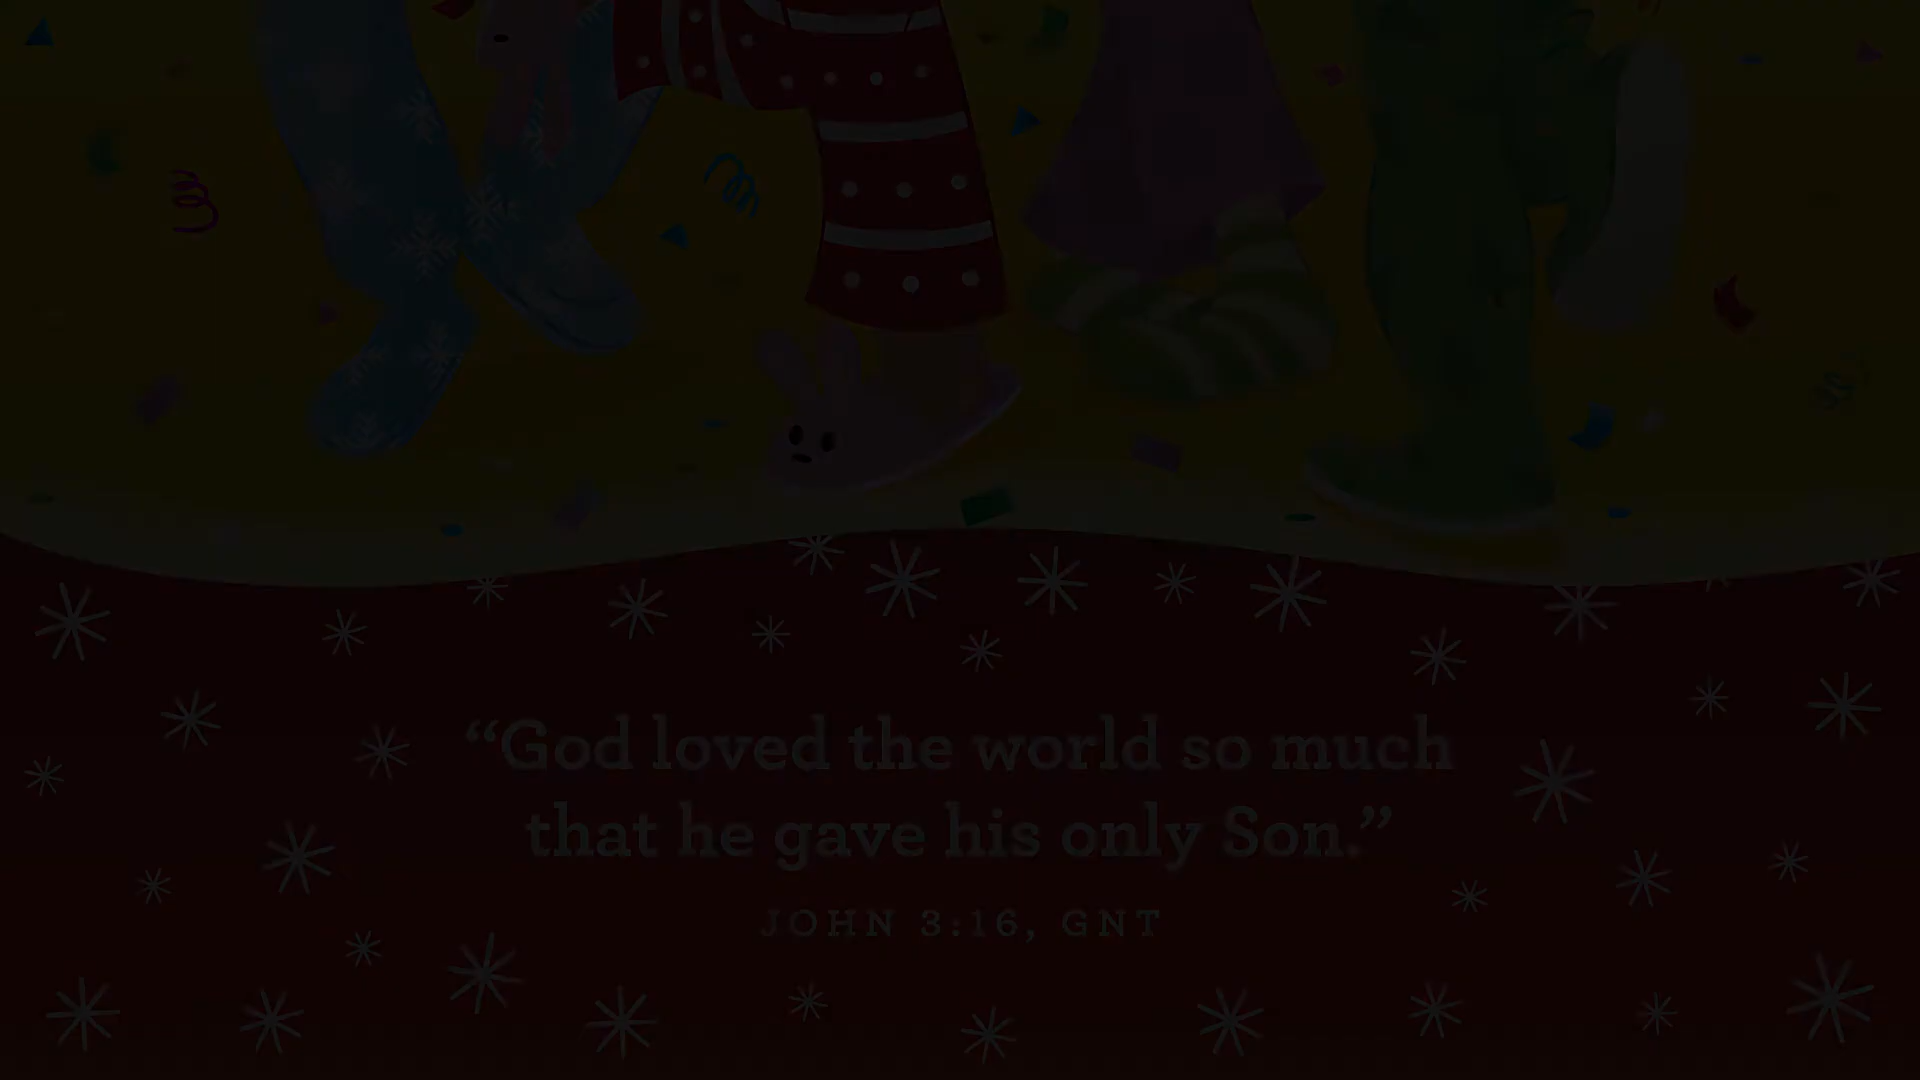 “God loved the world so much
that he gave his only Son.”
JOHN 3:16, GNT